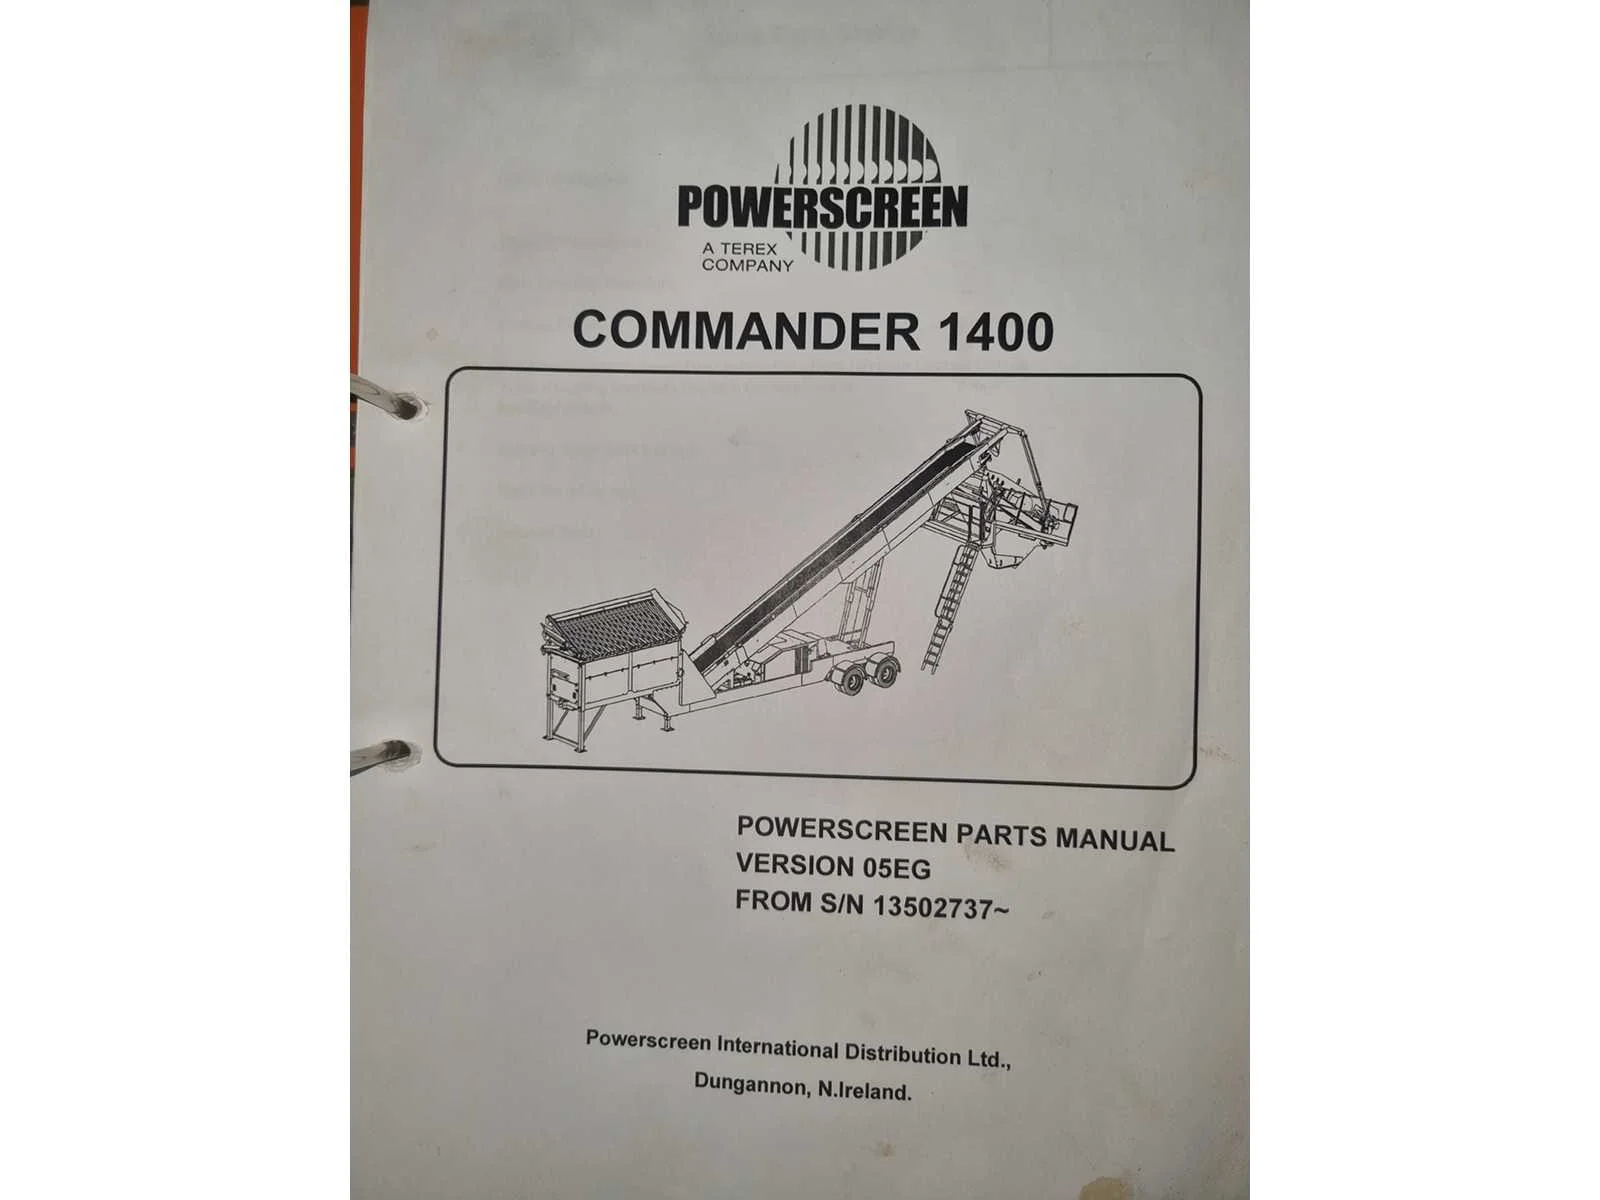 POWERSCREEN
A TEREX
COMPANY
COMMANDER 1400
POWERSCREEN PARTS MANUAL
VERSION 05EG
FROM S/N 13502737~
Powerscreen International Distribution Ltd.,
Dungannon, N.Ireland.